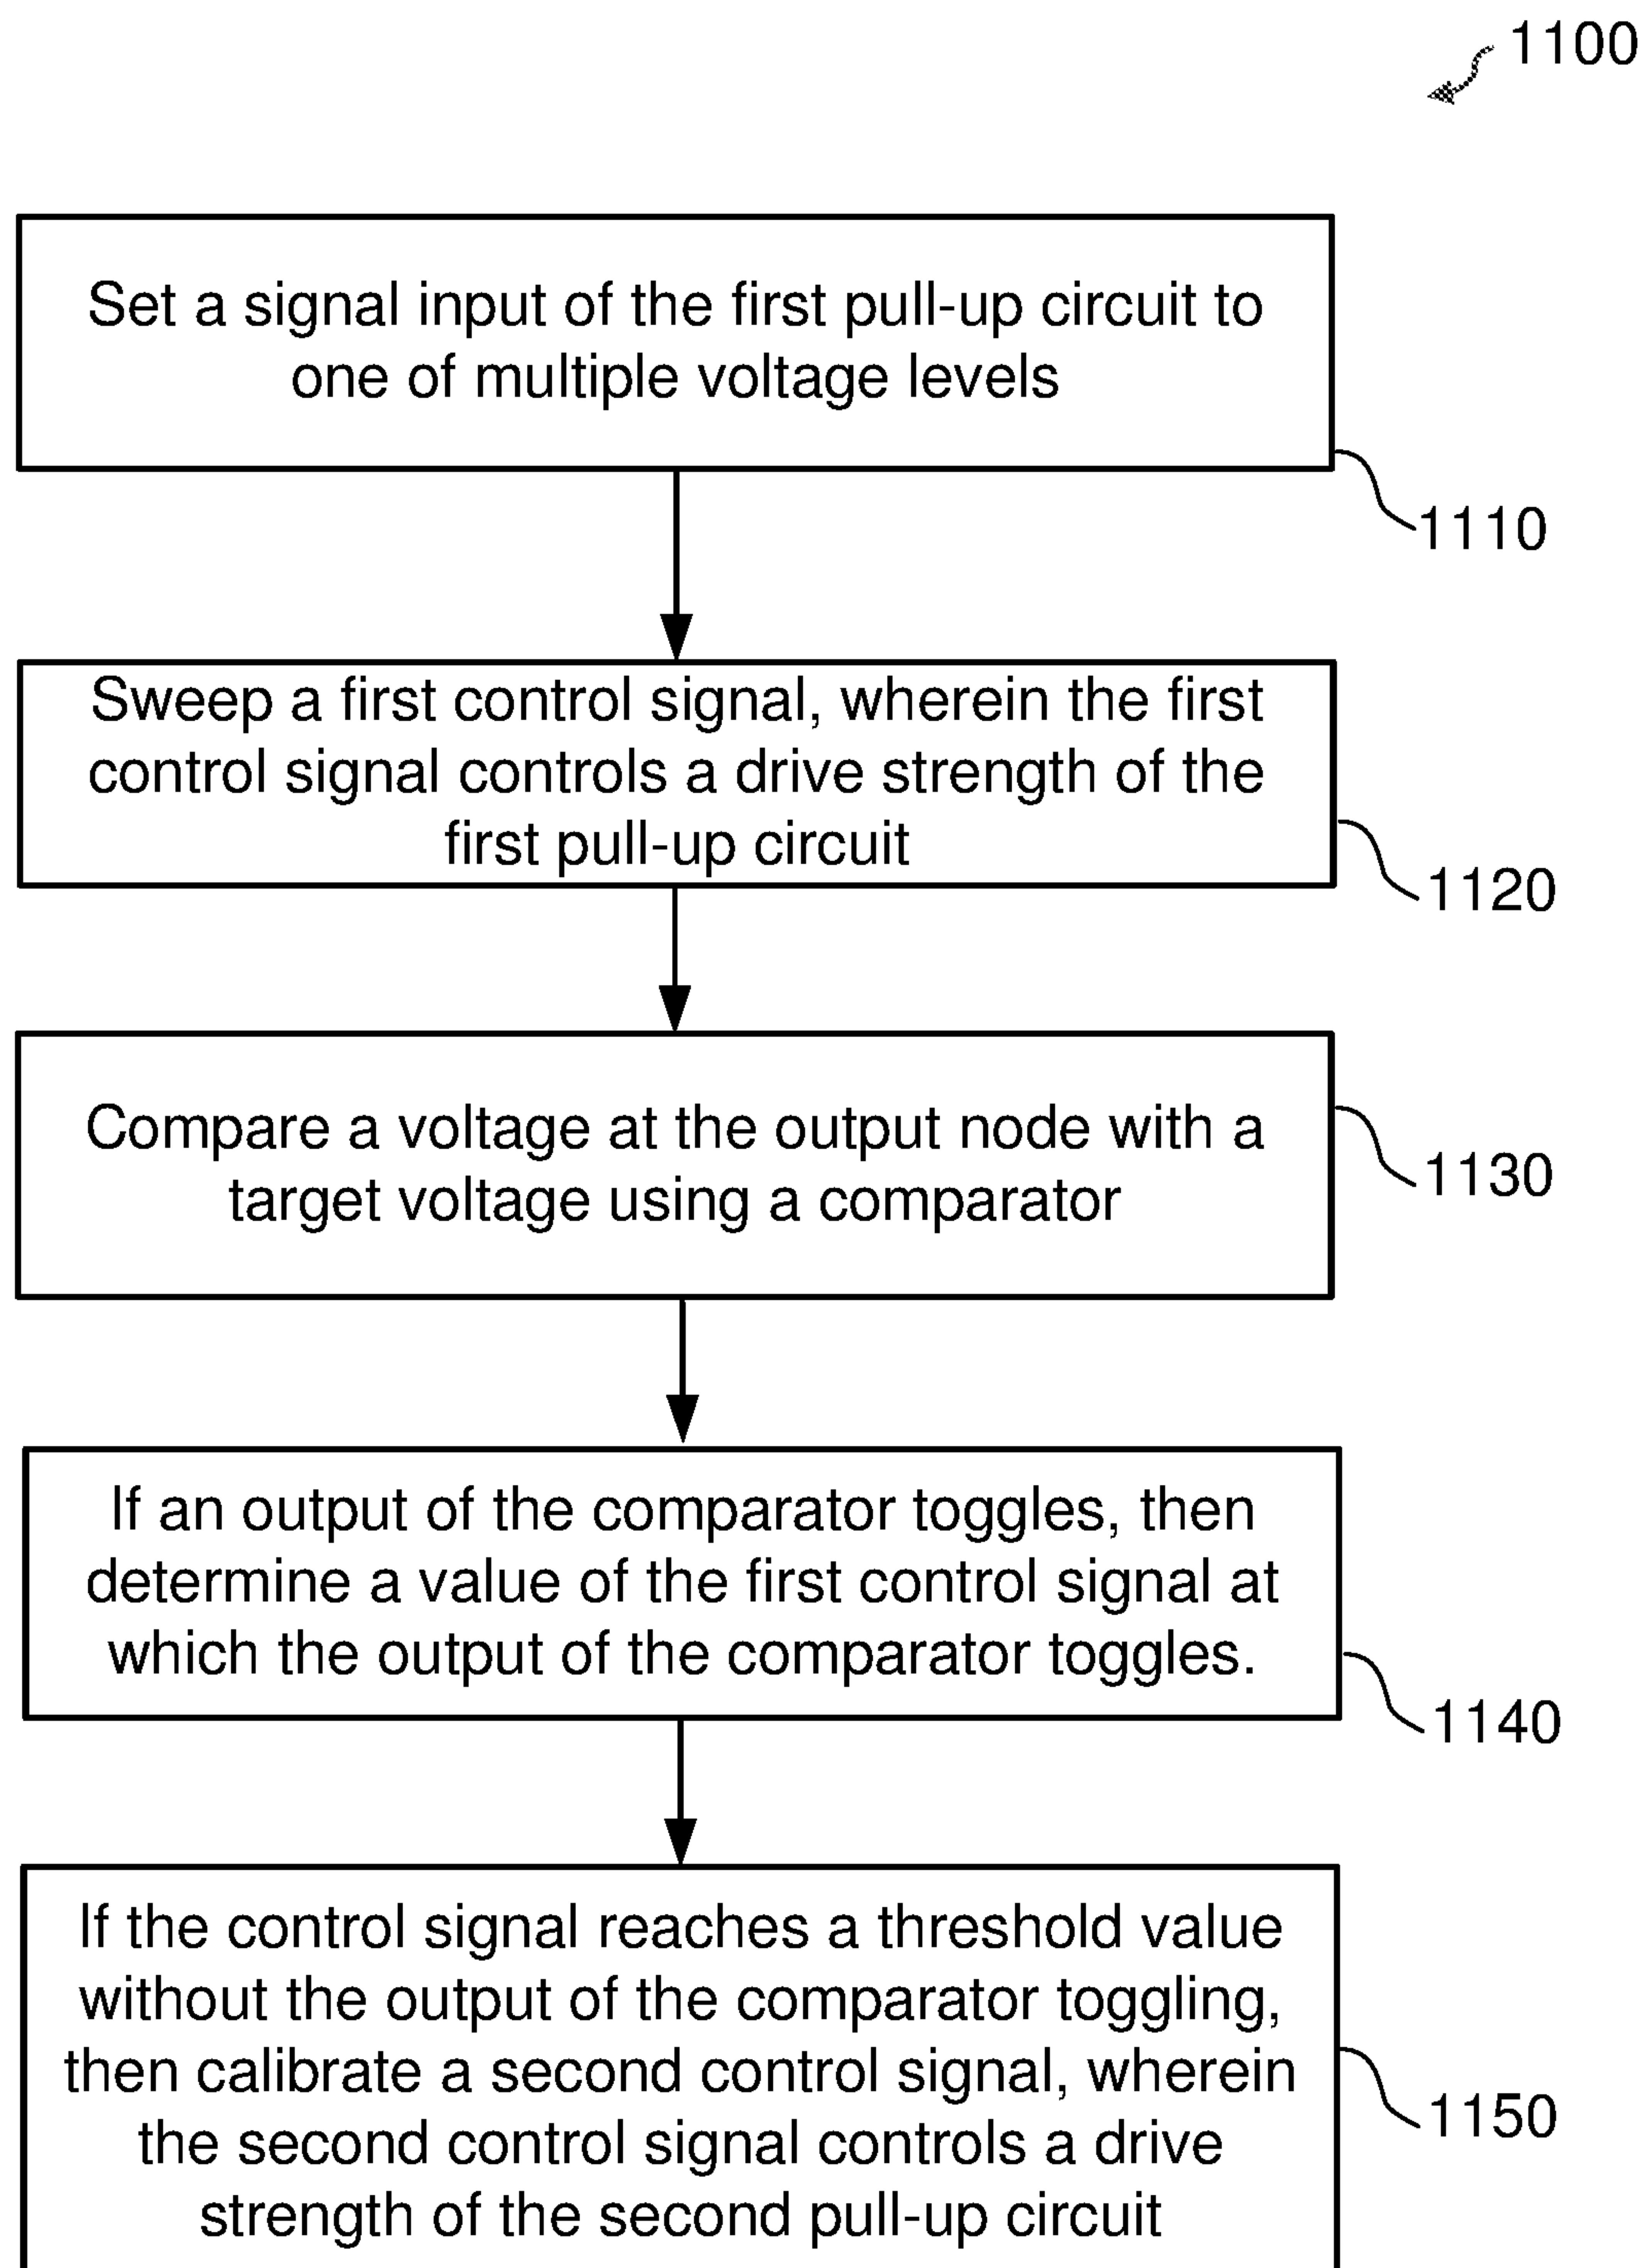 1100
Set a signal input of the first pull-up circuit to
one of multiple voltage levels
1110
Sweep a first control signal, wherein the first
control signal controls a drive strength of the
first pull-up circuit
1120
Compare a voltage at the output node with a
target voltage using a comparator
1130
If an output of the comparator toggles, then
determine a value of the first control signal at
which the output of the comparator toggles.
1140
If the control signal reaches a threshold value
without the output of the comparator toggling,
then calibrate a second control signal, wherein
the second control signal controls a drive
strength of the second pull-up circuit
1150